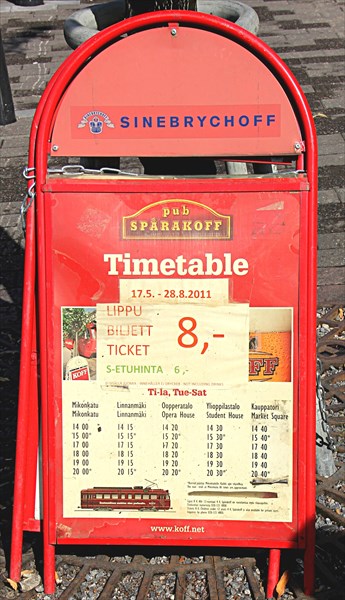 SINEBRYCHOFF
pub
SPÅRAKOFF
Timetable
17.5. - 28.8.2011
LIPPU
BILJETT
TICKET
8,-
S-ETUHINTA 6,-
KOFF
OFF
Ti-la, Tue-Sat
Mikonkatu Linnanmäki Oopperatalo Ylioppilastalo Kauppatori
Mikonkatu Linnanmäki Opera House Student House Market Square
14 00 14 15 14 20 14 30 14 40
15 00* 15 15* 15 20* 15 30* 15 40*
17 00* 17 15* 17 20* 17 30* 17 40*
18 00* 18 15* 18 20* 18 30* 18 40*
19 00* 19 15* 19 20* 19 30* 19 40*
20 00* 20 15* 20 20* 20 30* 20 40*
www.koff.net